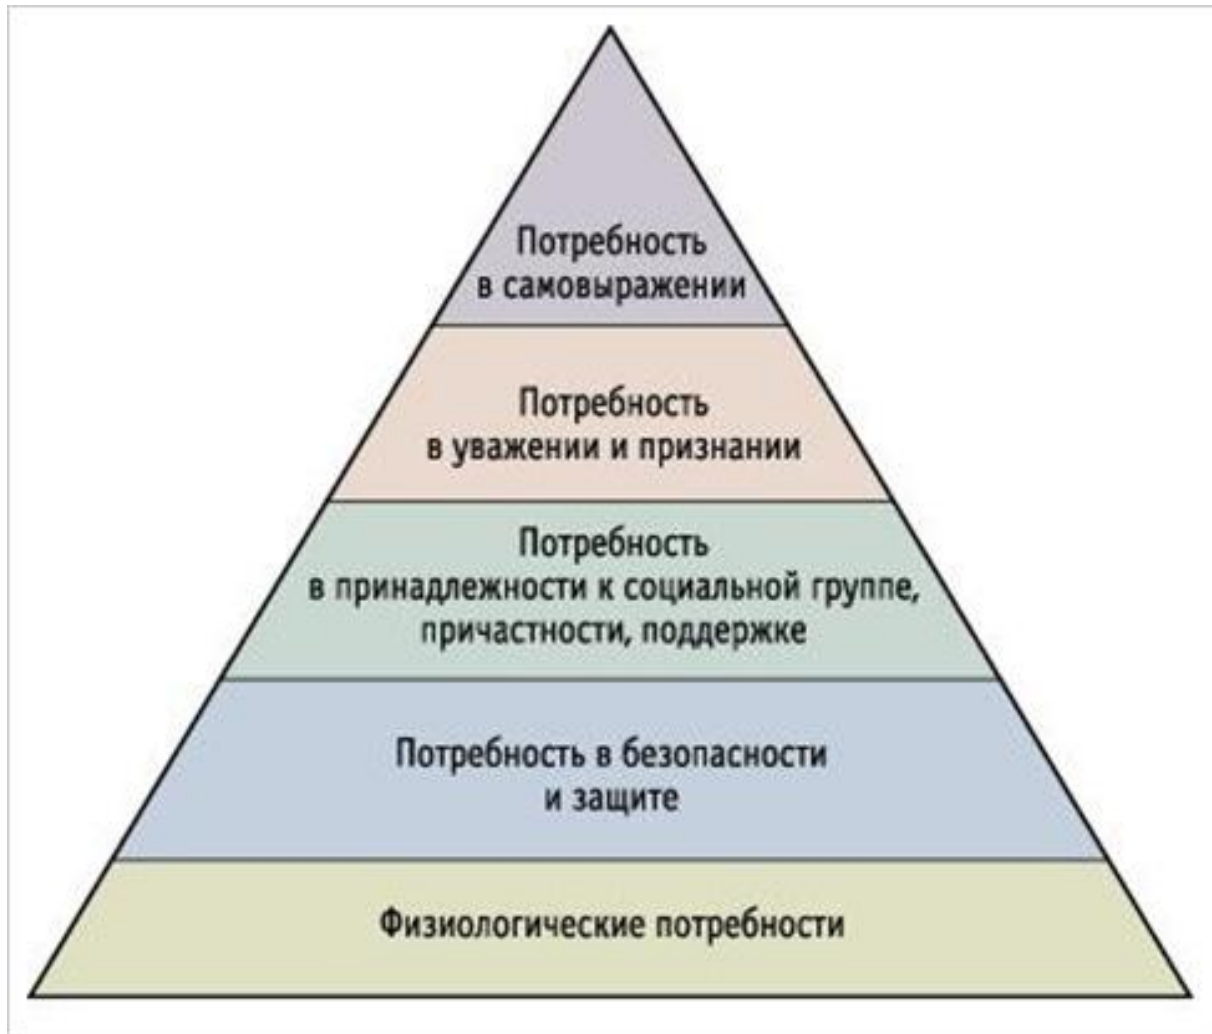 Потребность
в самовыражении
Потребность
в уважении и признании
Потребность
в принадлежности к социальной группе,
причастности, поддержке
Потребность в безопасности
и защите
Физиологические потребности